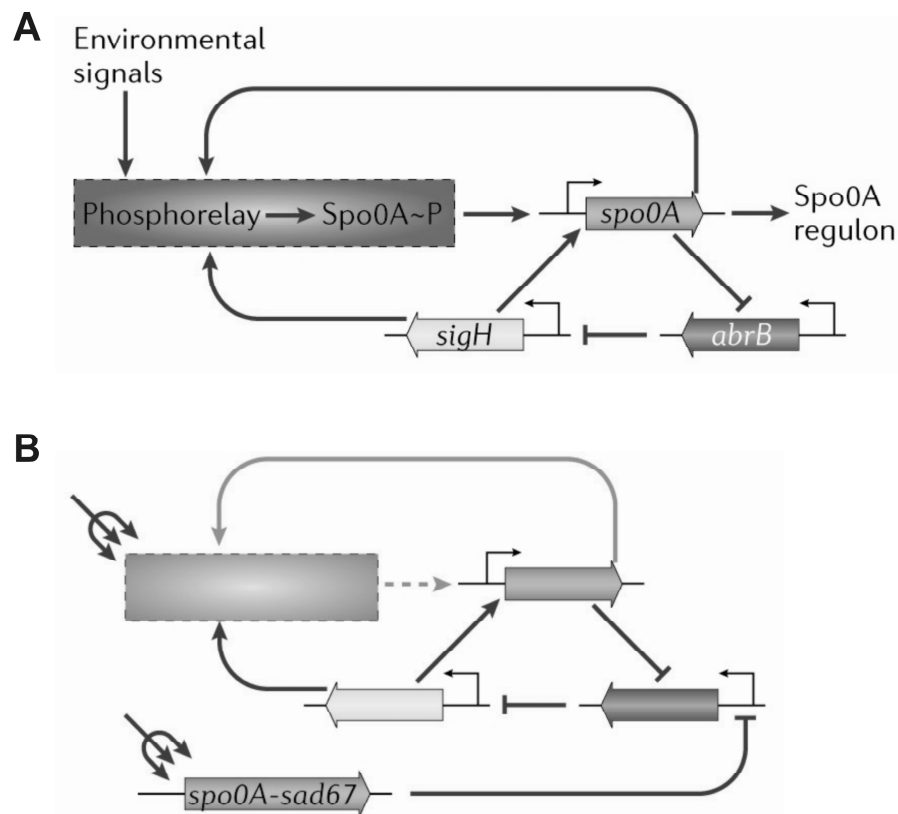 A
Environmental
signals
Phosphorelay
Spo0A~P
spo0A
Spo0A
regulon
sigH
abrB
B
spo0A-sad67